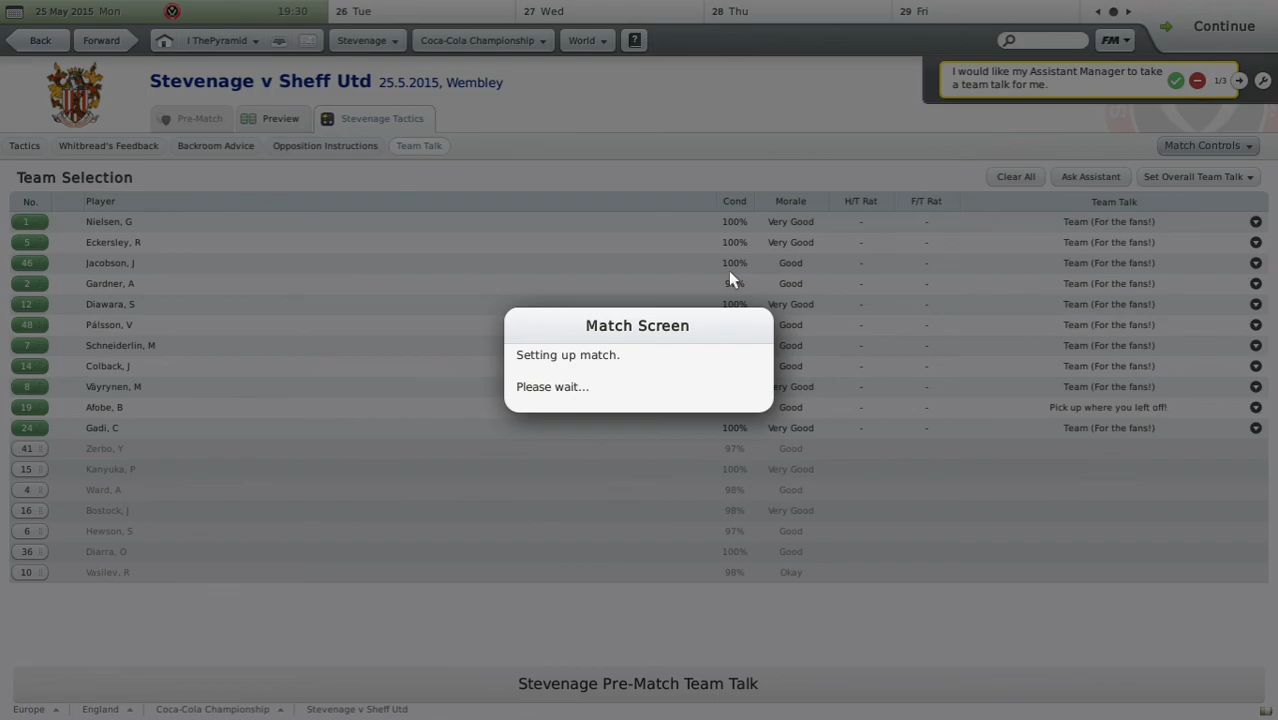 25 May 2015 Mon 19:30 26 Tue 27 Wed 28 Thu 29 Fri
Continue
Back Forward I ThePyramid Stevenage Coca-Cola Championship World ? FM
Stevenage v Sheff Utd 25.5.2015, Wembley
I would like my Assistant Manager to take
a team talk for me.
1/3
Pre-Match Preview Stevenage Tactics
Tactics Whitbread's Feedback Backroom Advice Opposition Instructions Team Talk Match Controls
Team Selection Clear All Ask Assistant Set Overall Team Talk
No. Player Cond Morale H/T Rat F/T Rat Team Talk
1 Nielsen, G 100% Very Good - - Team (For the fans!)
5 Eckersley, R 100% Very Good - - Team (For the fans!)
46 Jacobson, J 100% Good - - Team (For the fans!)
2 Gardner, A Good - - Team (For the fans!)
12 Diawara, S 100% Very Good - - Team (For the fans!)
48 Pálsson, V Good - - Team (For the fans!)
7 Schneiderlin, M Good - - Team (For the fans!)
14 Colback, J Good - - Team (For the fans!)
8 Väyrynen, M Very Good - - Team (For the fans!)
19 Afobe, B Good - - Pick up where you left off!
24 Gadi, C 100% Very Good - - Team (For the fans!)
41 Zerbo, Y 97% Good
15 Kanyuka, P 100% Very Good
4 Ward, A 98% Good
16 Bostock, J 98% Very Good
6 Hewson, S 97% Good
36 Diarra, O 100% Good
10 Vasilev, R 98% Okay
Match Screen
Setting up match.
Please wait...
Stevenage Pre-Match Team Talk
Europe England Coca-Cola Championship Stevenage v Sheff Utd